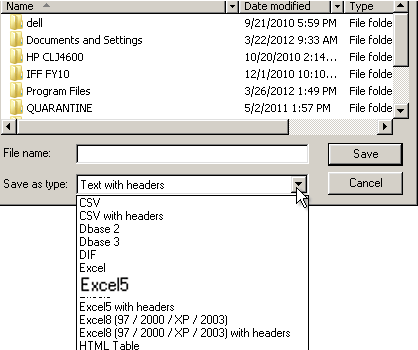 Name Date modified Type
dell 9/21/2010 5:59 PM File folde
Documents and Settings 3/22/2012 9:33 AM File folde
HP CLJ4600 10/20/2010 2:14... File folde
IFF FY10 12/1/2010 10:10... File folde
Program Files 3/26/2012 1:49 PM File folde
QUARANTINE 5/2/2011 1:57 PM File folde
File name: Save
Save as type: Text with headers Cancel
CSV
CSV with headers
Dbase 2
Dbase 3
DIF
Excel
Excel5
Excel5 with headers
Excel8 (97 / 2000 / XP / 2003)
Excel8 (97 / 2000 / XP / 2003) with headers
HTML Table